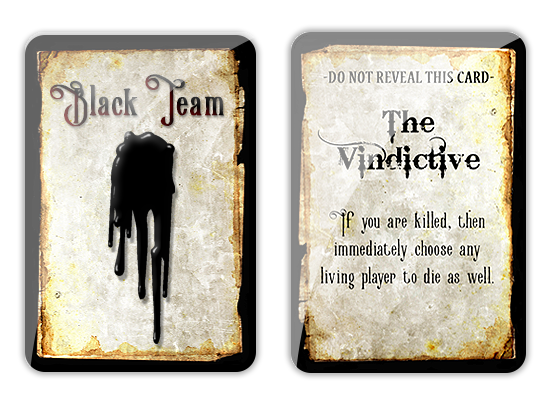 Black Team
-DO NOT REVEAL THIS CARD-
The
Vindictive
If you are killed, then
immediately choose any
living player to die as well.